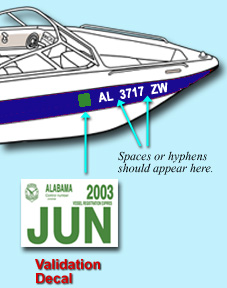 AL 3717 ZW
Spaces or hyphens
should appear here.
ALABAMA
2003
VESSEL REGISTRATION EXPIRES
JUN
Validation
Decal